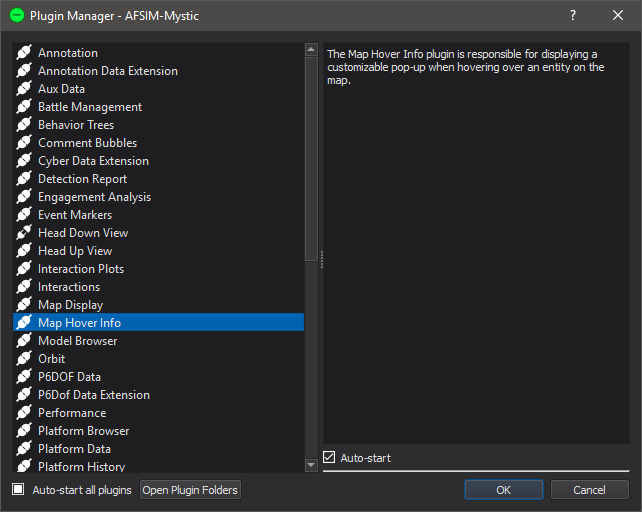 Plugin Manager - AFSIM-Mystic
Annotation
Annotation Data Extension
Aux Data
Battle Management
Behavior Trees
Comment Bubbles
Cyber Data Extension
Detection Report
Engagement Analysis
Event Markers
Head Down View
Head Up View
Interaction Plots
Interactions
Map Display
Map Hover Info
Model Browser
Orbit
P6DOF Data
P6Dof Data Extension
Performance
Platform Browser
Platform Data
Platform History
The Map Hover Info plugin is responsible for displaying a
customizable pop-up when hovering over an entity on the
map.
Auto-start
Auto-start all plugins
Open Plugin Folders
OK
Cancel